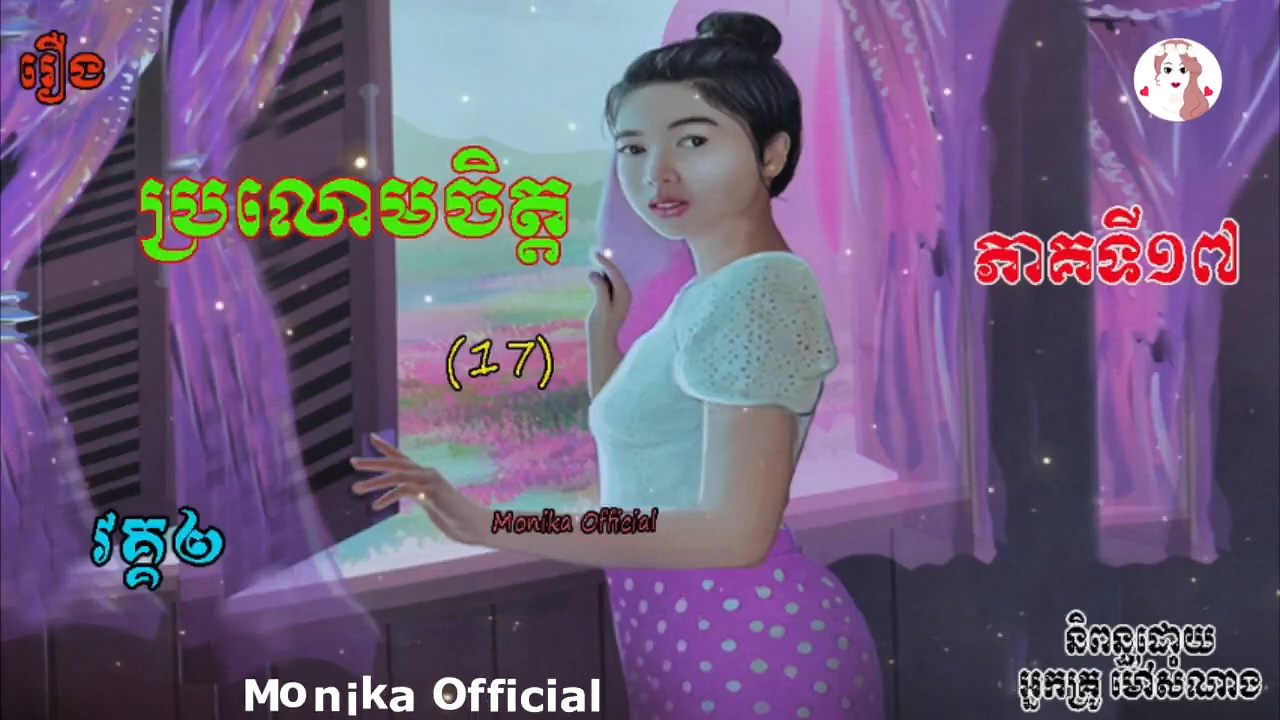 រឿង
ប្រលោមចិត្ត
ភាគទី១៧
(17)
វគ្គ២
Monika Official
និពន្ធដោយ
អ្នកគ្រូ ម៉ៅសំណាង
Monika Official